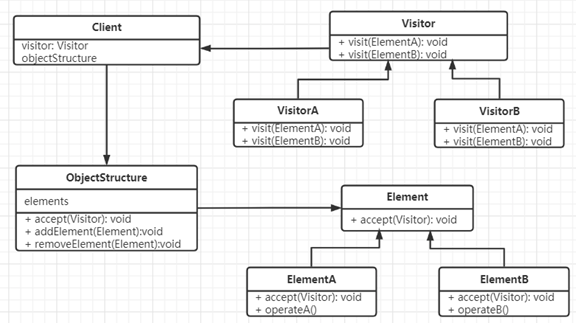 Client
visitor: Visitor
objectStructure
Visitor
+ visit(ElementA): void
+ visit(ElementB): void
VisitorA
+ visit(ElementA): void
+ visit(ElementB): void
VisitorB
+ visit(ElementA): void
+ visit(ElementB): void
ObjectStructure
elements
+ accept(Visitor): void
+ addElement(Element):void
+ removeElement(Element):void
Element
+ accept(Visitor): void
ElementA
+ accept(Visitor): void
+ operateA()
ElementB
+ accept(Visitor): void
+ operateB()